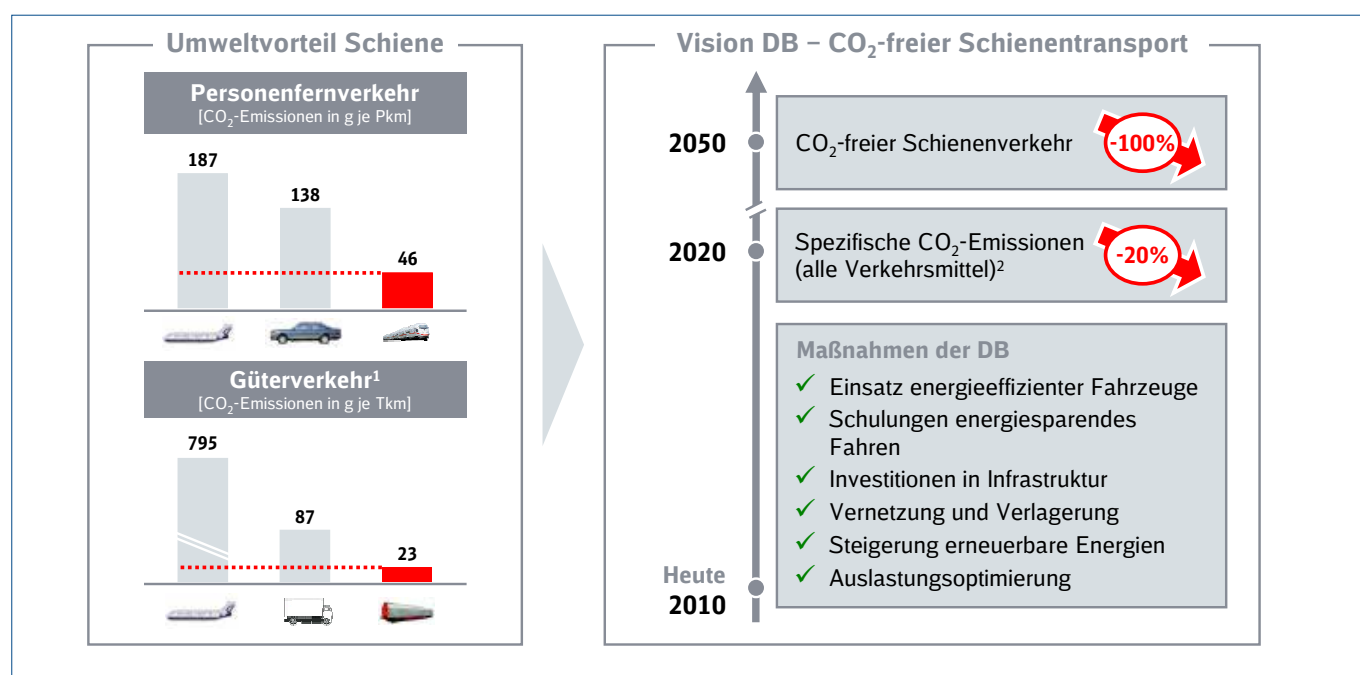 Umweltvorteil Schiene
Personenfernverkehr
[CO₂-Emissionen in g je Pkm]
187
138
46
Güterverkehr¹
[CO₂-Emissionen in g je Tkm]
795
87
23
Vision DB – CO₂-freier Schienentransport
2050
CO₂-freier Schienenverkehr
-100%
2020
Spezifische CO₂-Emissionen
(alle Verkehrsmittel)²
-20%
Maßnahmen der DB
✓ Einsatz energieeffizienter Fahrzeuge
✓ Schulungen energiesparendes
Fahren
✓ Investitionen in Infrastruktur
✓ Vernetzung und Verlagerung
✓ Steigerung erneuerbare Energien
✓ Auslastungsoptimierung
Heute
2010